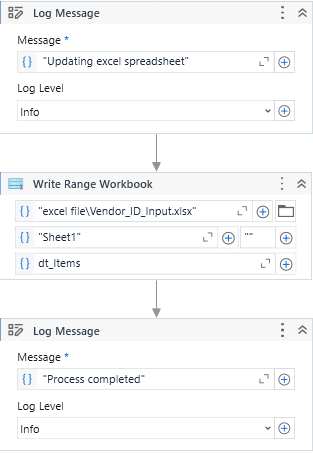 Log Message
Message *
"Updating excel spreadsheet"
Log Level
Info
Write Range Workbook
"excel file\Vendor_ID_Input.xlsx"
"Sheet1" ""
dt_Items
Log Message
Message *
"Process completed"
Log Level
Info